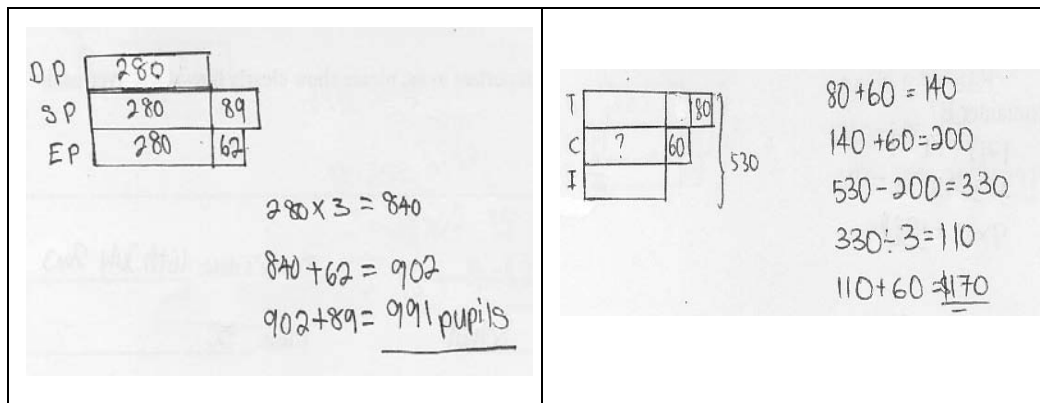 DP 280
SP 280 89
EP 280 62
280 × 3 = 840
840 + 62 = 902
902 + 89 = 991 pupils
T 80
C ? 60
I
530
80 + 60 = 140
140 + 60 = 200
530 - 200 = 330
330 ÷ 3 = 110
110 + 60 = $170